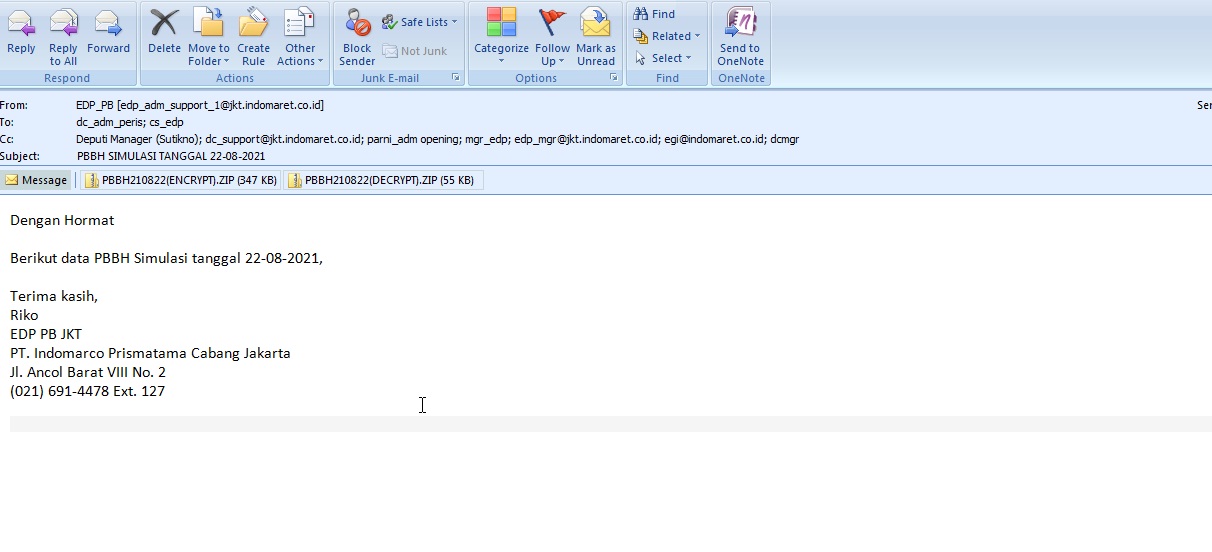 Reply
Reply to All
Forward
Respond
Delete
Move to Folder
Create Rule
Other Actions
Actions
Block Sender
Safe Lists
Not Junk
Junk E-mail
Categorize
Follow Up
Mark as Unread
Options
Find
Related
Select
Find
Send to OneNote
OneNote
From: EDP_PB [edp_adm_support_1@jkt.indomaret.co.id]
Ser
To: dc_adm_peris; cs_edp
Cc: Deputi Manager (Sutikno); dc_support@jkt.indomaret.co.id; parni_adm opening; mgr_edp; edp_mgr@jkt.indomaret.co.id; egi@indomaret.co.id; dcmgr
Subject: PBBH SIMULASI TANGGAL 22-08-2021
Message PBBH210822(ENCRYPT).ZIP (347 KB) PBBH210822(DECRYPT).ZIP (55 KB)
Dengan Hormat
Berikut data PBBH Simulasi tanggal 22-08-2021,
Terima kasih,
Riko
EDP PB JKT
PT. Indomarco Prismatama Cabang Jakarta
Jl. Ancol Barat VIII No. 2
(021) 691-4478 Ext. 127